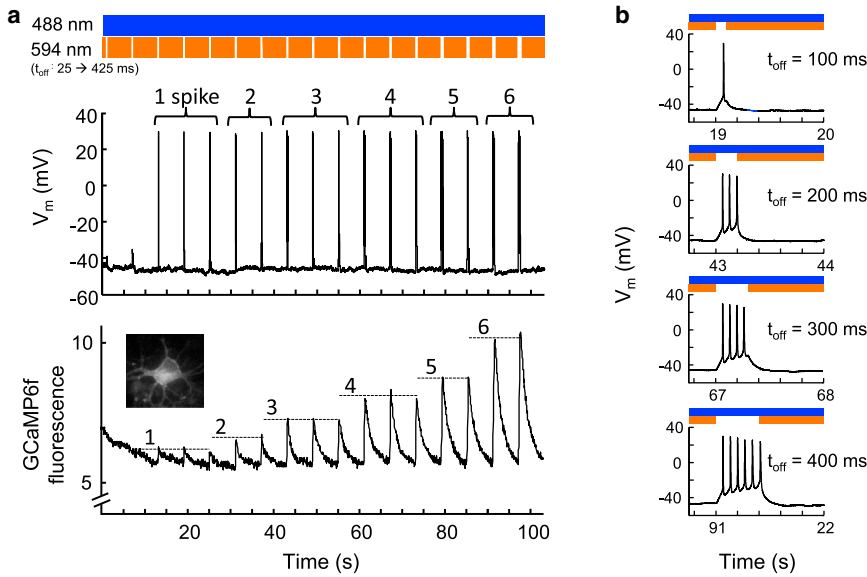 a
488 nm
594 nm
(t_off: 25 → 425 ms)
1 spike 2 3 4 5 6
40
20
0
-20
-40
-60
V_m (mV)
10
5
GCaMP6f
fluorescence
1 2 3 4 5 6
20 40 60 80 100
Time (s)
b
t_off = 100 ms
40
0
-40
19 20
t_off = 200 ms
40
0
-40
43 44
V_m (mV)
t_off = 300 ms
40
0
-40
67 68
t_off = 400 ms
40
0
-40
91 22
Time (s)